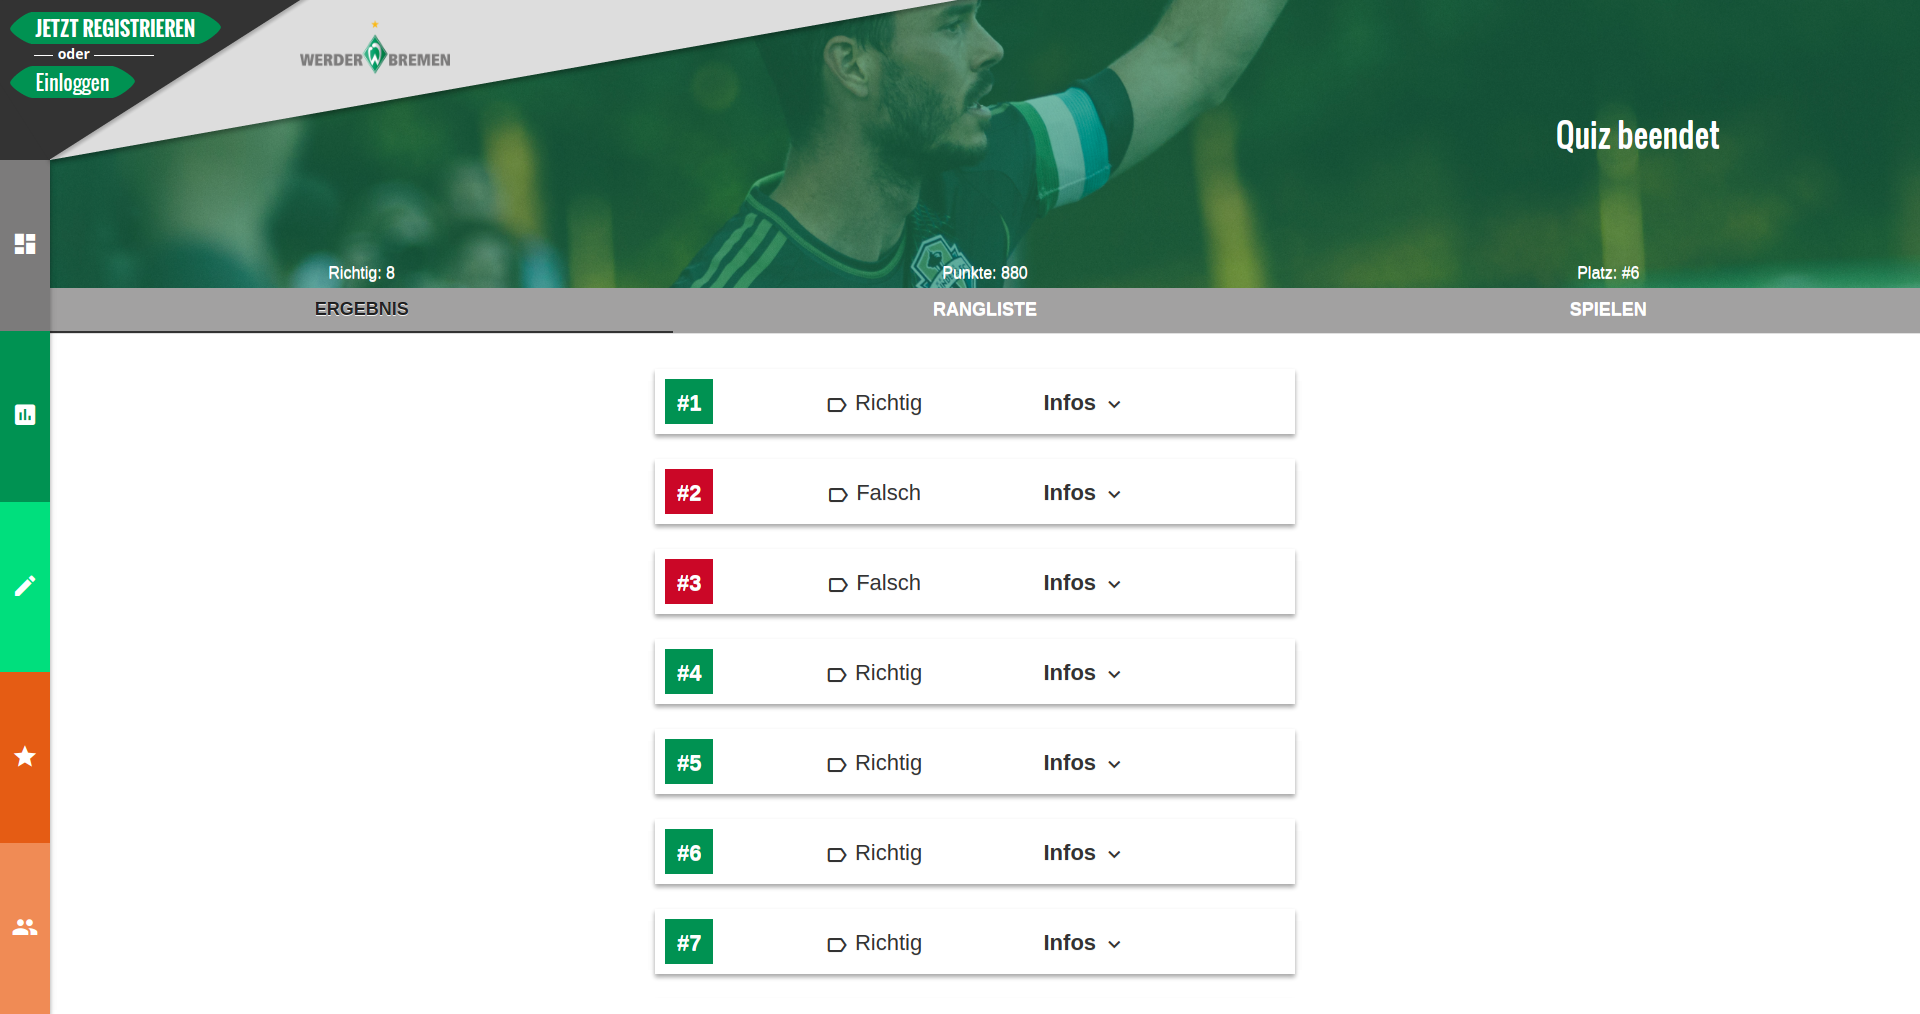 JETZT REGISTRIEREN
oder
Einloggen
WERDER BREMEN
Quiz beendet
Richtig: 8
Punkte: 880
Platz: #6
ERGEBNIS
RANGLISTE
SPIELEN
#1 Richtig Infos
#2 Falsch Infos
#3 Falsch Infos
#4 Richtig Infos
#5 Richtig Infos
#6 Richtig Infos
#7 Richtig Infos